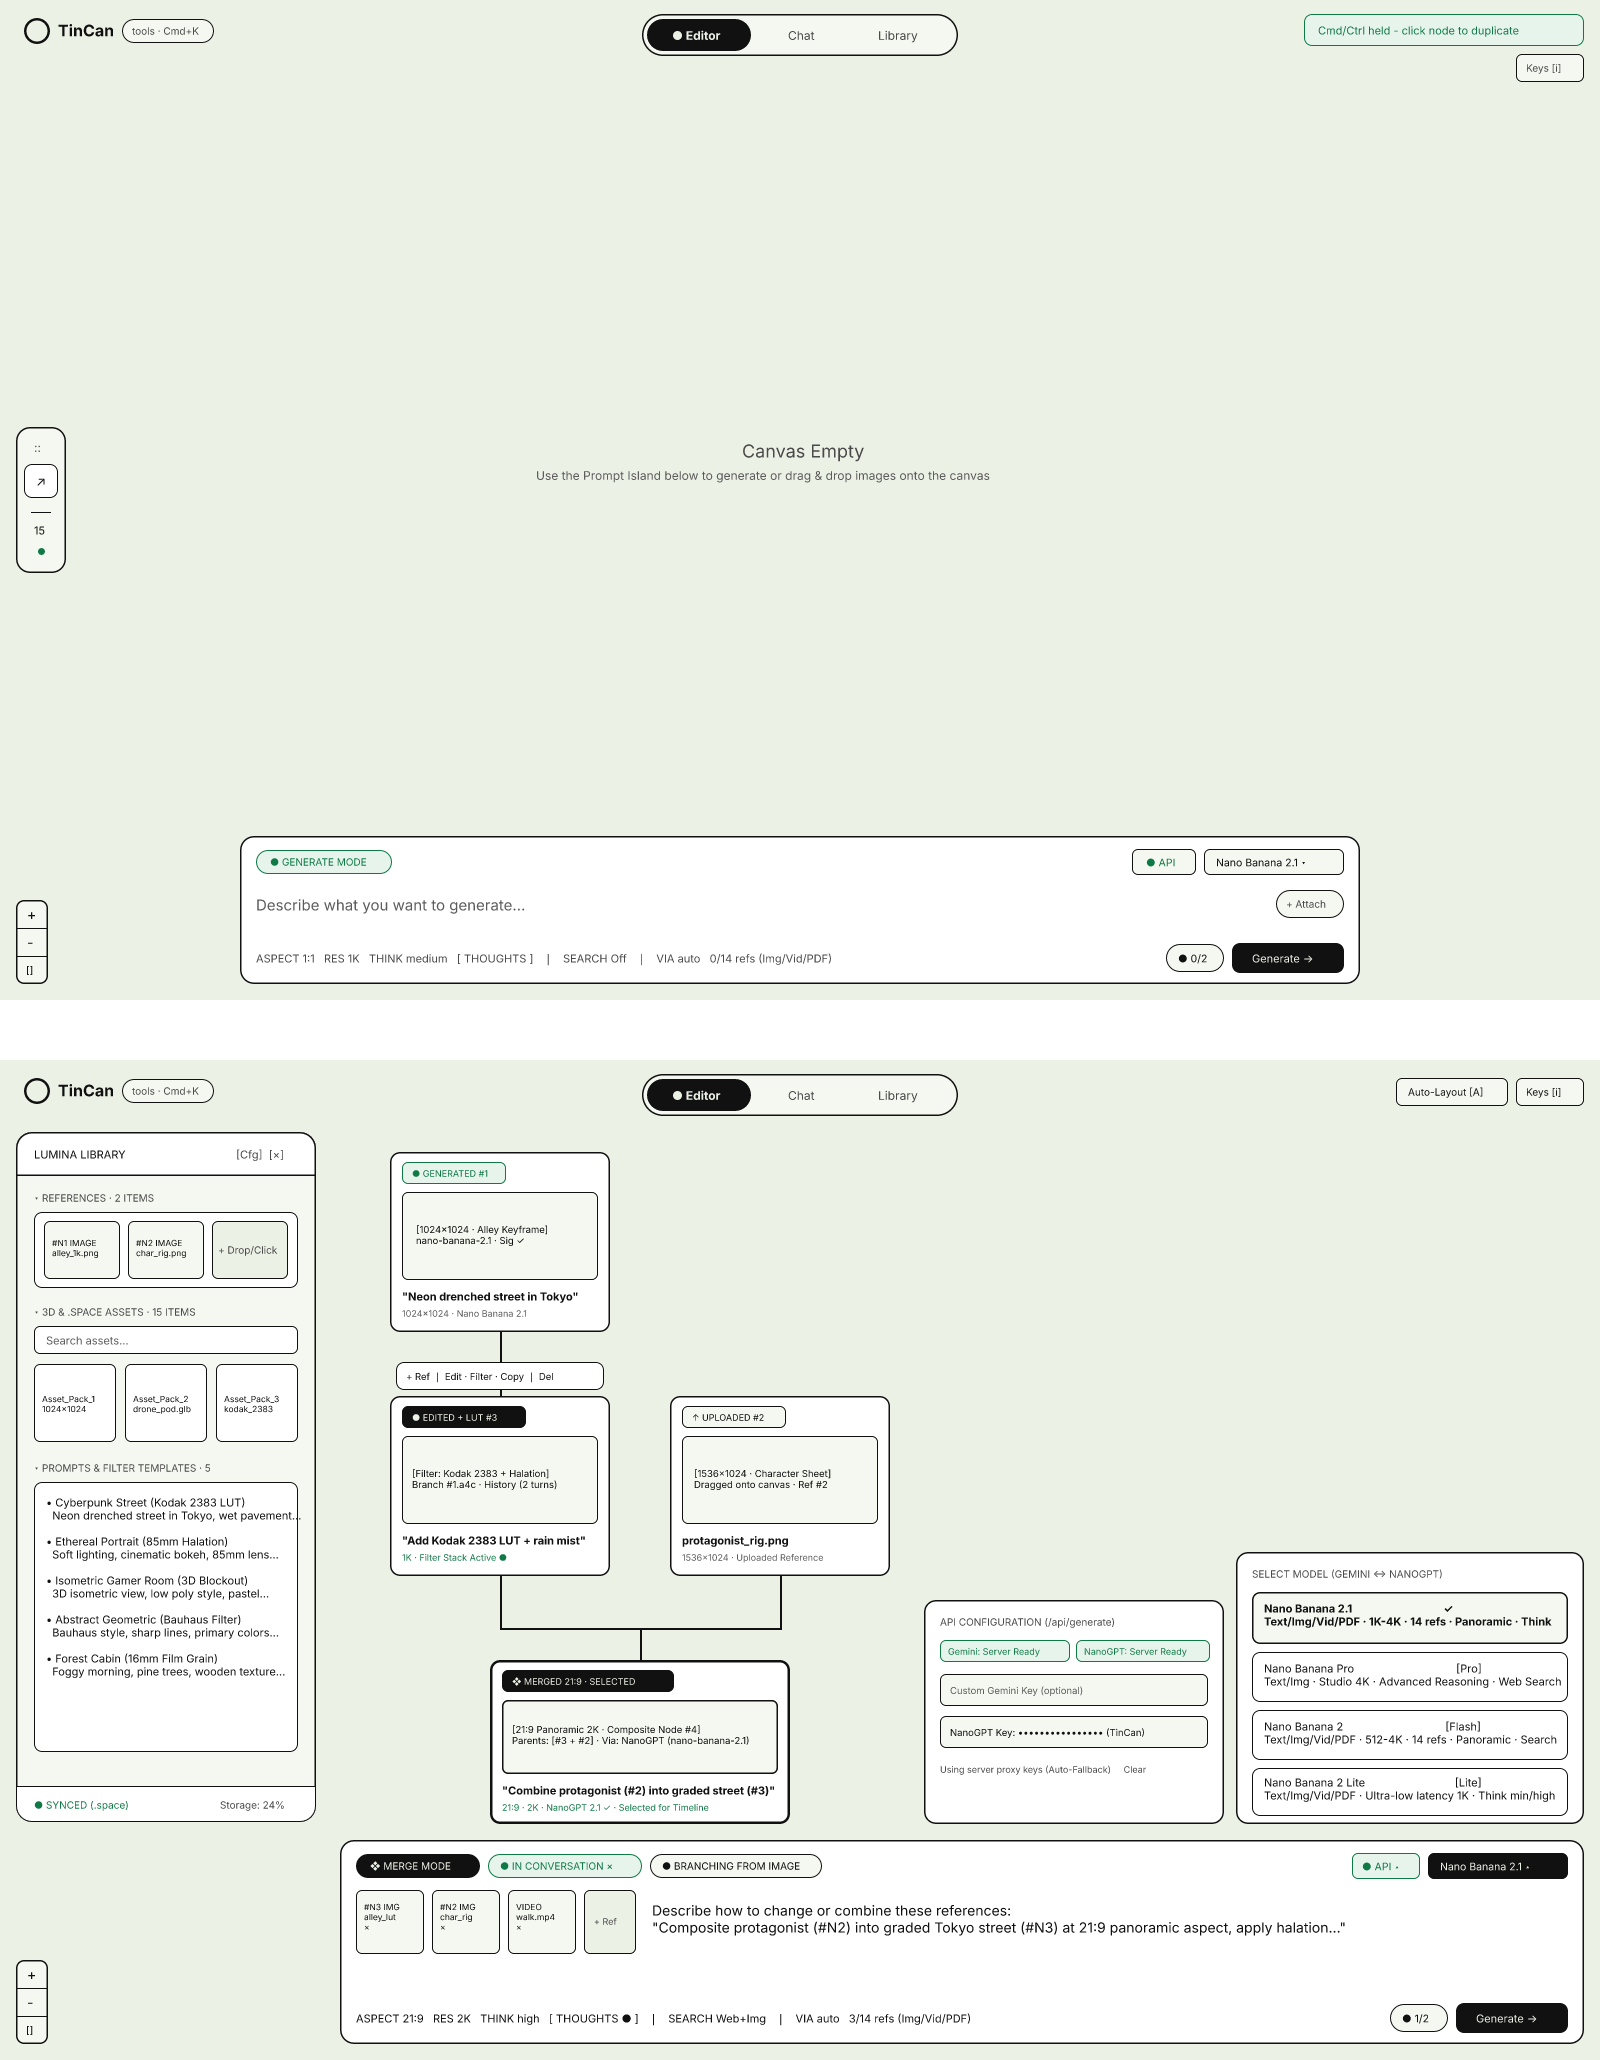 TinCan
tools · Cmd+K
● Editor
Chat
Library
Cmd/Ctrl held - click node to duplicate
Keys [i]
Canvas Empty
Use the Prompt Island below to generate or drag & drop images onto the canvas
::
↗
15
●
● GENERATE MODE
● API
Nano Banana 2.1 ▾
Describe what you want to generate...
+ Attach
ASPECT 1:1 RES 1K THINK medium [ THOUGHTS ] | SEARCH Off | VIA auto 0/14 refs (Img/Vid/PDF)
● 0/2
Generate →
+
-
[]
TinCan
tools · Cmd+K
● Editor
Chat
Library
Auto-Layout [A]
Keys [i]
LUMINA LIBRARY
[Cfg] [×]
▾ REFERENCES · 2 ITEMS
#N1 IMAGE
alley_1k.png
#N2 IMAGE
char_rig.png
+ Drop/Click
▾ 3D & .SPACE ASSETS · 15 ITEMS
Search assets...
Asset_Pack_1
1024×1024
Asset_Pack_2
drone_pod.glb
Asset_Pack_3
kodak_2383
▾ PROMPTS & FILTER TEMPLATES · 5
• Cyberpunk Street (Kodak 2383 LUT)
Neon drenched street in Tokyo, wet pavement...
• Ethereal Portrait (85mm Halation)
Soft lighting, cinematic bokeh, 85mm lens...
• Isometric Gamer Room (3D Blockout)
3D isometric view, low poly style, pastel...
• Abstract Geometric (Bauhaus Filter)
Bauhaus style, sharp lines, primary colors...
• Forest Cabin (16mm Film Grain)
Foggy morning, pine trees, wooden texture...
● SYNCED (.space)
Storage: 24%
● GENERATED #1
[1024×1024 · Alley Keyframe]
nano-banana-2.1 · Sig ✓
"Neon drenched street in Tokyo"
1024×1024 · Nano Banana 2.1
+ Ref | Edit · Filter · Copy | Del
● EDITED + LUT #3
[Filter: Kodak 2383 + Halation]
Branch #1.a4c · History (2 turns)
"Add Kodak 2383 LUT + rain mist"
1K · Filter Stack Active ●
↑ UPLOADED #2
[1536×1024 · Character Sheet]
Dragged onto canvas · Ref #2
protagonist_rig.png
1536×1024 · Uploaded Reference
❖ MERGED 21:9 · SELECTED
[21:9 Panoramic 2K · Composite Node #4]
Parents: [#3 + #2] · Via: NanoGPT (nano-banana-2.1)
"Combine protagonist (#2) into graded street (#3)"
21:9 · 2K · NanoGPT 2.1 ✓ · Selected for Timeline
API CONFIGURATION (/api/generate)
Gemini: Server Ready
NanoGPT: Server Ready
Custom Gemini Key (optional)
NanoGPT Key: •••••••••••••••• (TinCan)
Using server proxy keys (Auto-Fallback) Clear
SELECT MODEL (GEMINI ↔ NANOGPT)
Nano Banana 2.1 ✓
Text/Img/Vid/PDF · 1K-4K · 14 refs · Panoramic · Think
Nano Banana Pro [Pro]
Text/Img · Studio 4K · Advanced Reasoning · Web Search
Nano Banana 2 [Flash]
Text/Img/Vid/PDF · 512-4K · 14 refs · Panoramic · Search
Nano Banana 2 Lite [Lite]
Text/Img/Vid/PDF · Ultra-low latency 1K · Think min/high
❖ MERGE MODE
● IN CONVERSATION ×
● BRANCHING FROM IMAGE
● API ▴
Nano Banana 2.1 ▴
#N3 IMG
alley_lut
×
#N2 IMG
char_rig
×
VIDEO
walk.mp4
×
+ Ref
Describe how to change or combine these references:
"Composite protagonist (#N2) into graded Tokyo street (#N3) at 21:9 panoramic aspect, apply halation..."
ASPECT 21:9 RES 2K THINK high [ THOUGHTS ● ] | SEARCH Web+Img | VIA auto 3/14 refs (Img/Vid/PDF)
● 1/2
Generate →
+
-
[]